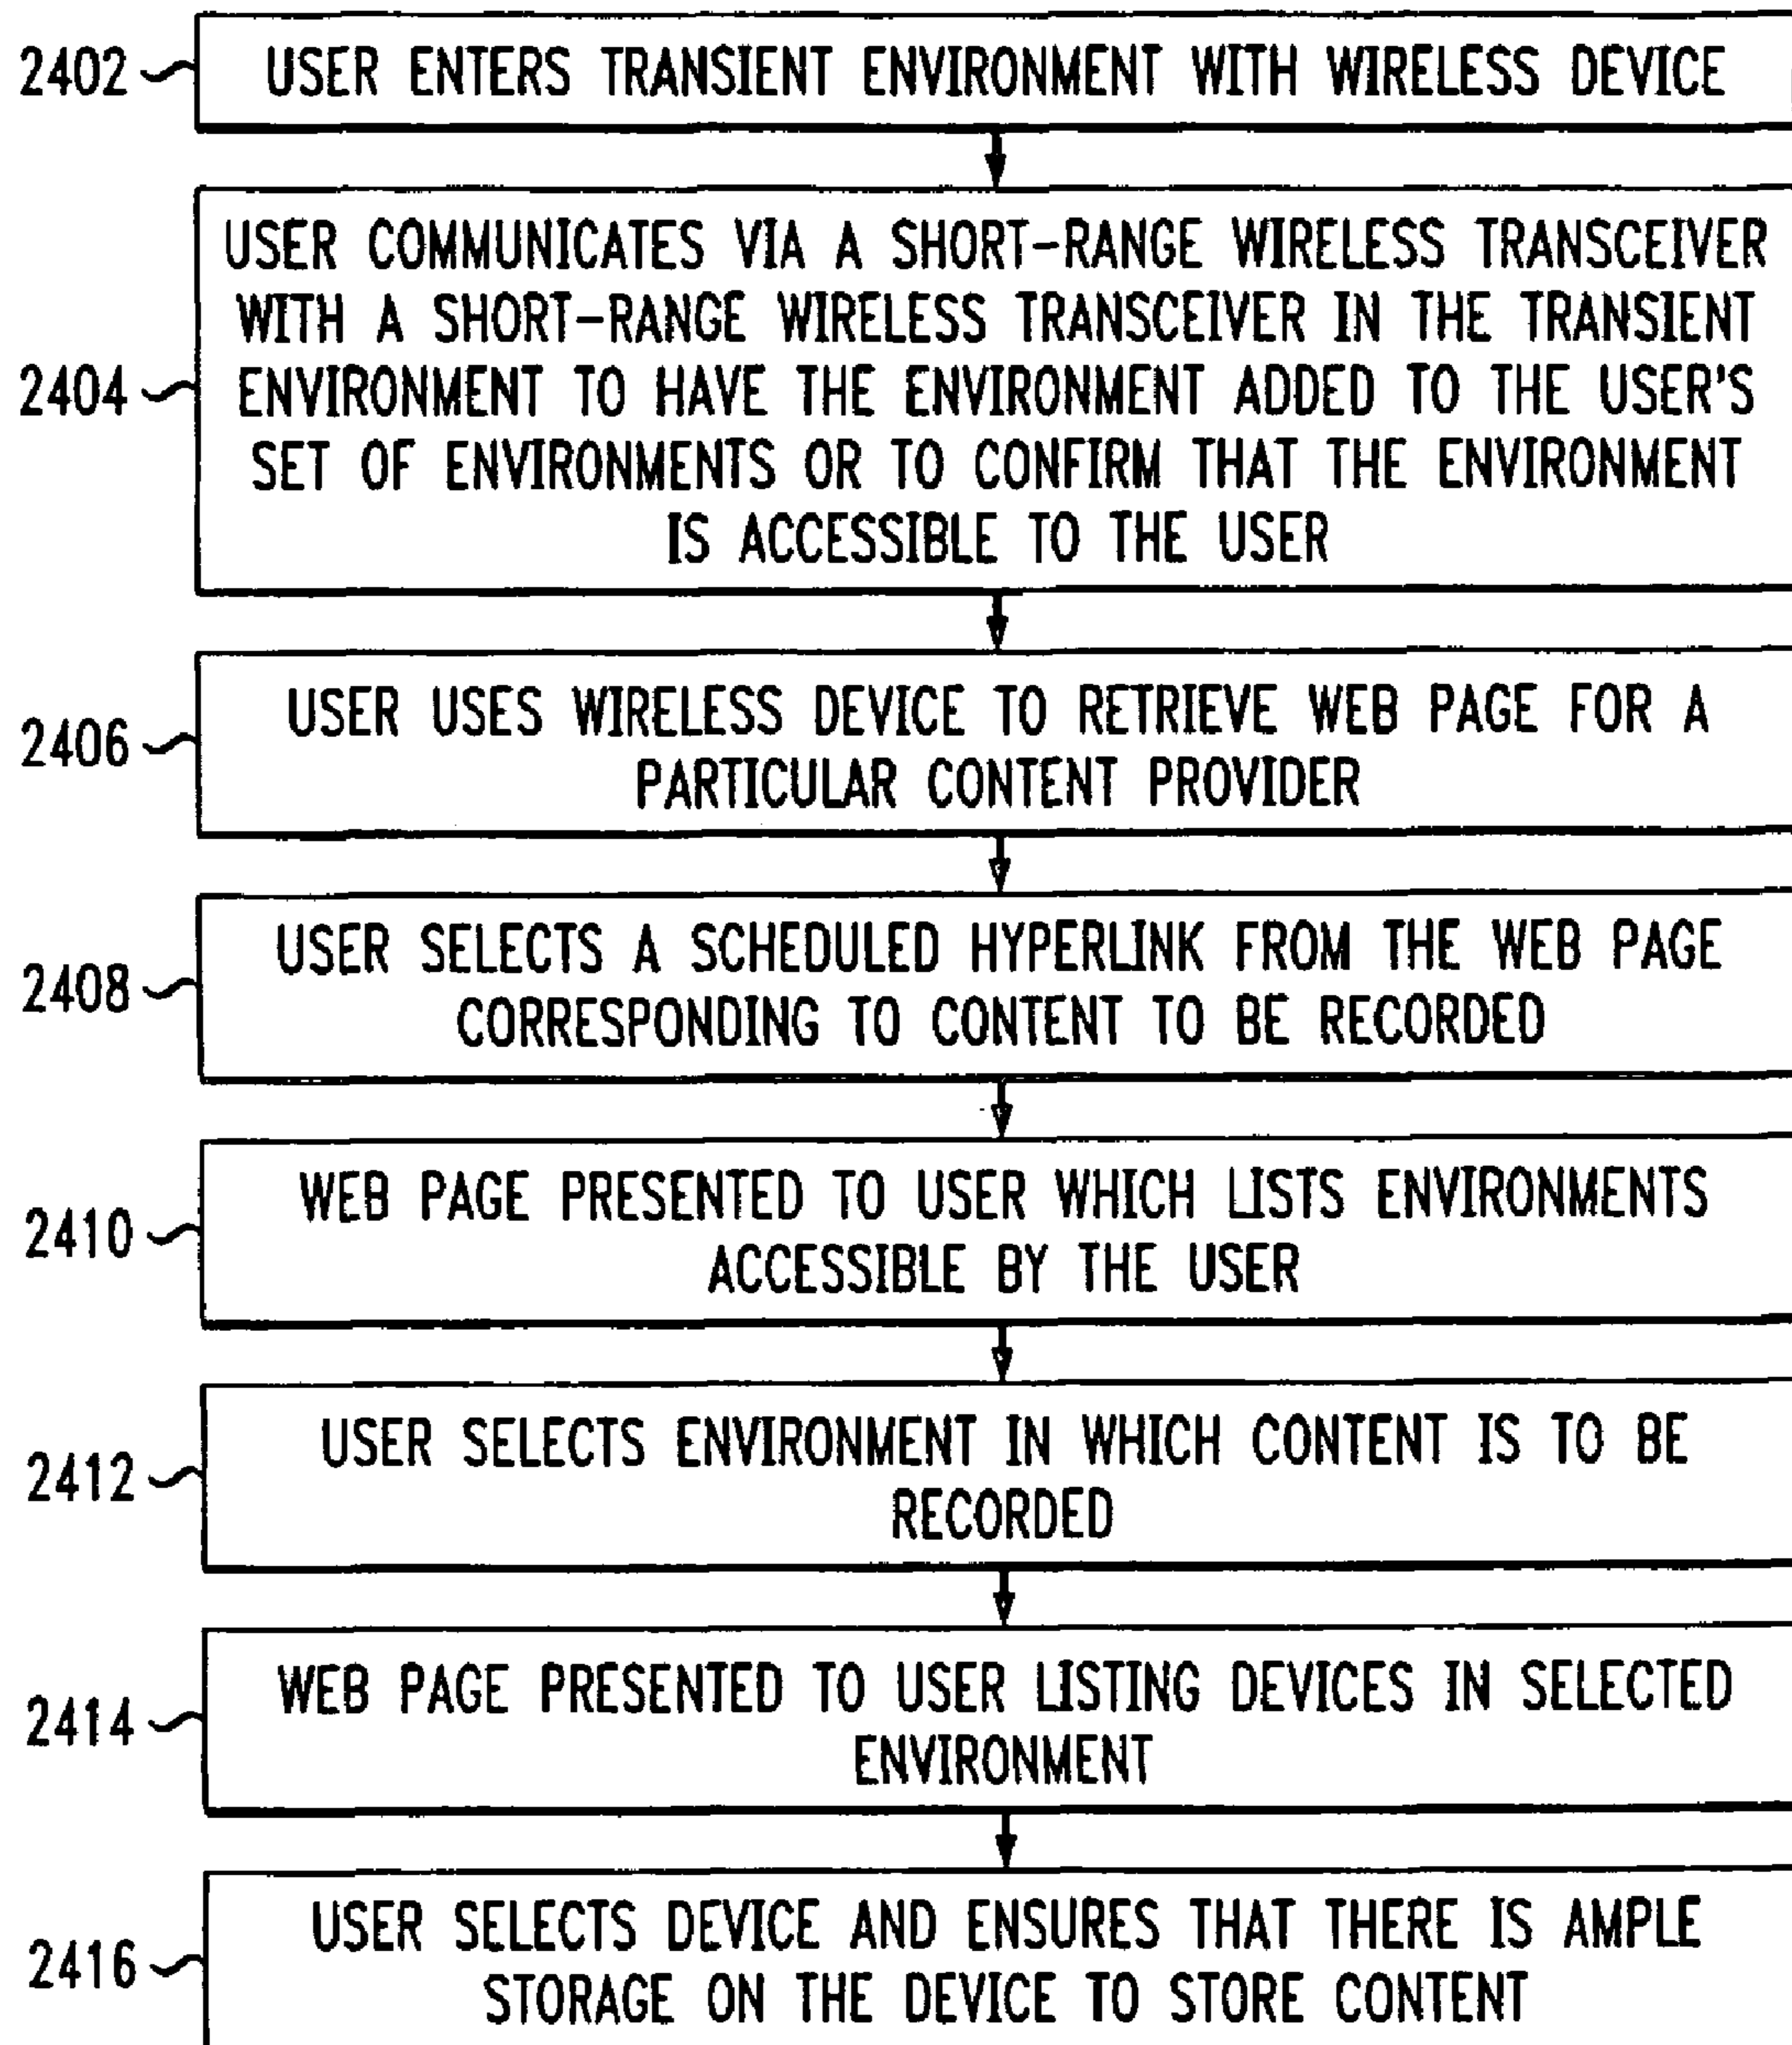 2402 USER ENTERS TRANSIENT ENVIRONMENT WITH WIRELESS DEVICE
USER COMMUNICATES VIA A SHORT-RANGE WIRELESS TRANSCEIVER
WITH A SHORT-RANGE WIRELESS TRANSCEIVER IN THE TRANSIENT
2404 ENVIRONMENT TO HAVE THE ENVIRONMENT ADDED TO THE USER'S
SET OF ENVIRONMENTS OR TO CONFIRM THAT THE ENVIRONMENT
IS ACCESSIBLE TO THE USER
2406 USER USES WIRELESS DEVICE TO RETRIEVE WEB PAGE FOR A
PARTICULAR CONTENT PROVIDER
2408 USER SELECTS A SCHEDULED HYPERLINK FROM THE WEB PAGE
CORRESPONDING TO CONTENT TO BE RECORDED
2410 WEB PAGE PRESENTED TO USER WHICH LISTS ENVIRONMENTS
ACCESSIBLE BY THE USER
2412 USER SELECTS ENVIRONMENT IN WHICH CONTENT IS TO BE
RECORDED
2414 WEB PAGE PRESENTED TO USER LISTING DEVICES IN SELECTED
ENVIRONMENT
2416 USER SELECTS DEVICE AND ENSURES THAT THERE IS AMPLE
STORAGE ON THE DEVICE TO STORE CONTENT